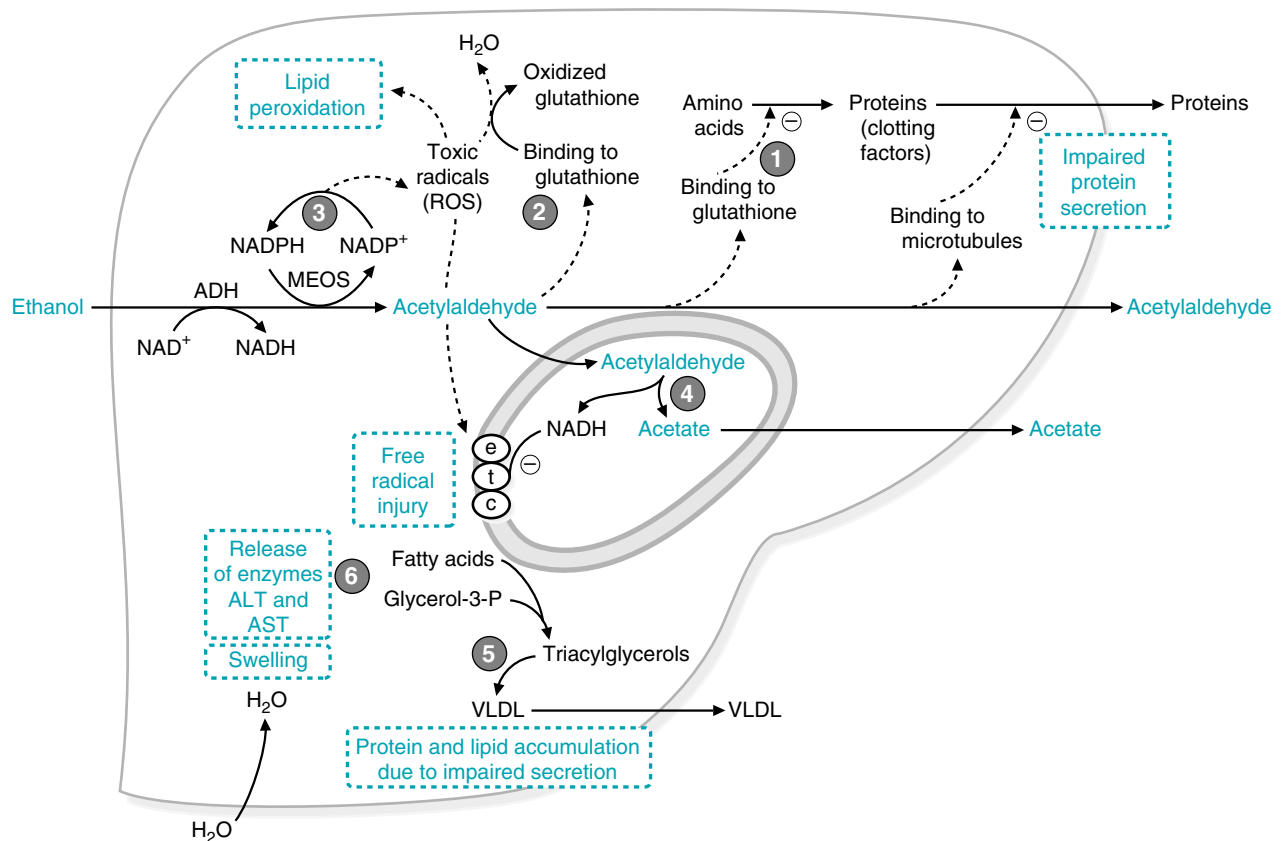 H₂O
Lipid
peroxidation
Oxidized
glutathione
Amino
acids
Proteins
(clotting
factors)
Proteins
−
−
1
Toxic
radicals
(ROS)
Binding to
glutathione
2
Binding to
glutathione
Impaired
protein
secretion
Binding to
microtubules
3
NADPH
NADP⁺
MEOS
Ethanol
ADH
NAD⁺
NADH
Acetylaldehyde
Acetylaldehyde
Acetylaldehyde
4
NADH
Acetate
Acetate
e
t
c
−
Free
radical
injury
Release
of enzymes
ALT and
AST
6
Swelling
Fatty acids
Glycerol-3-P
5
Triacylglycerols
VLDL
VLDL
H₂O
Protein and lipid accumulation
due to impaired secretion
H₂O